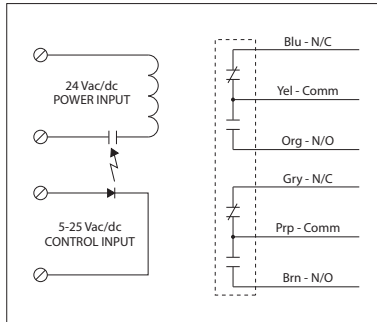 24 Vac/dc
POWER INPUT
5-25 Vac/dc
CONTROL INPUT
Blu - N/C
Yel - Comm
Org - N/O
Gry - N/C
Prp - Comm
Brn - N/O